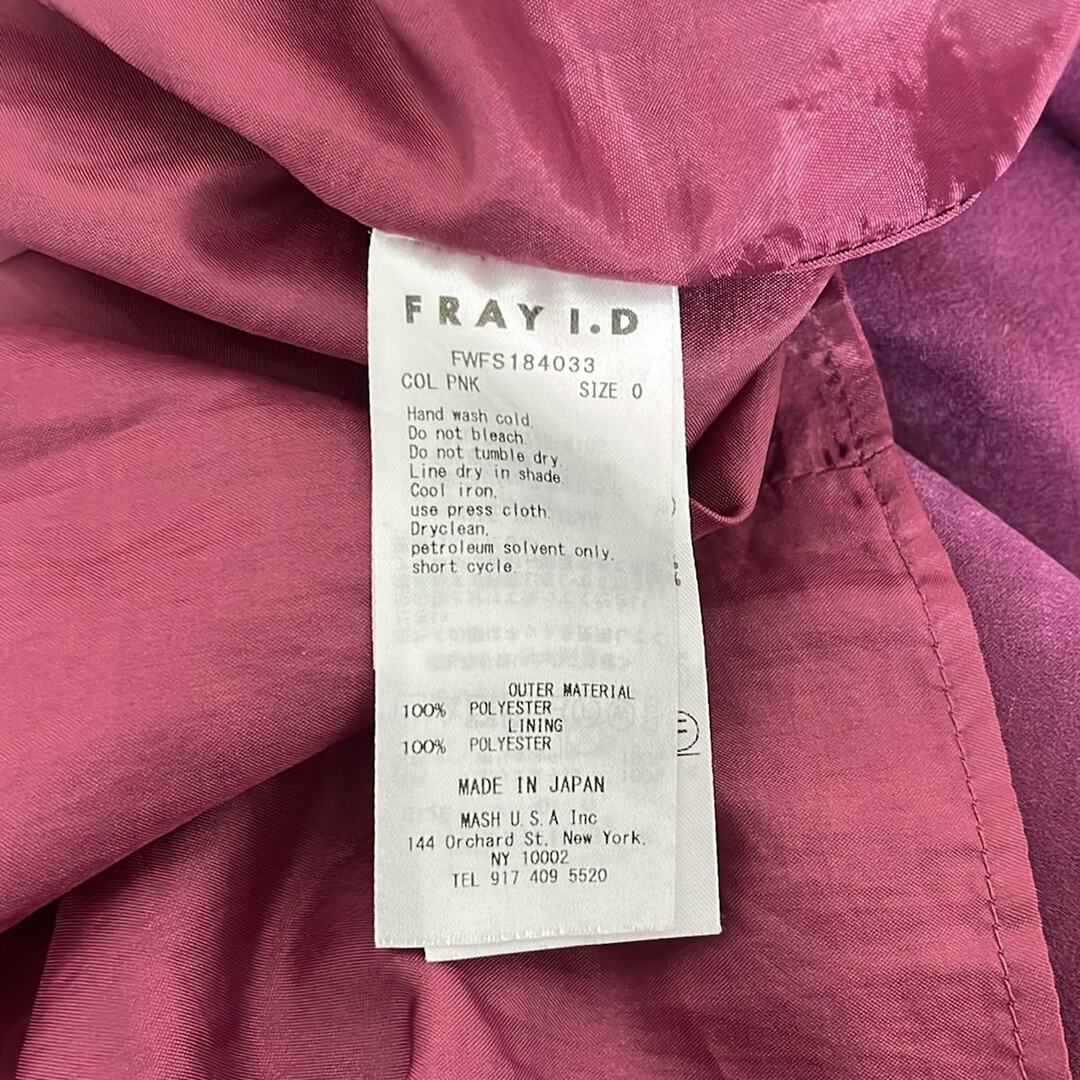 FRAY I.D
FWFS184033
COL PNK SIZE 0
Hand wash cold.
Do not bleach.
Do not tumble dry.
Line dry in shade.
Cool iron.
use press cloth.
Dryclean.
petroleum solvent only.
short cycle.
OUTER MATERIAL
100% POLYESTER
LINING
100% POLYESTER
MADE IN JAPAN
MASH U.S.A Inc
144 Orchard St. New York.
NY 10002
TEL 917 409 5520